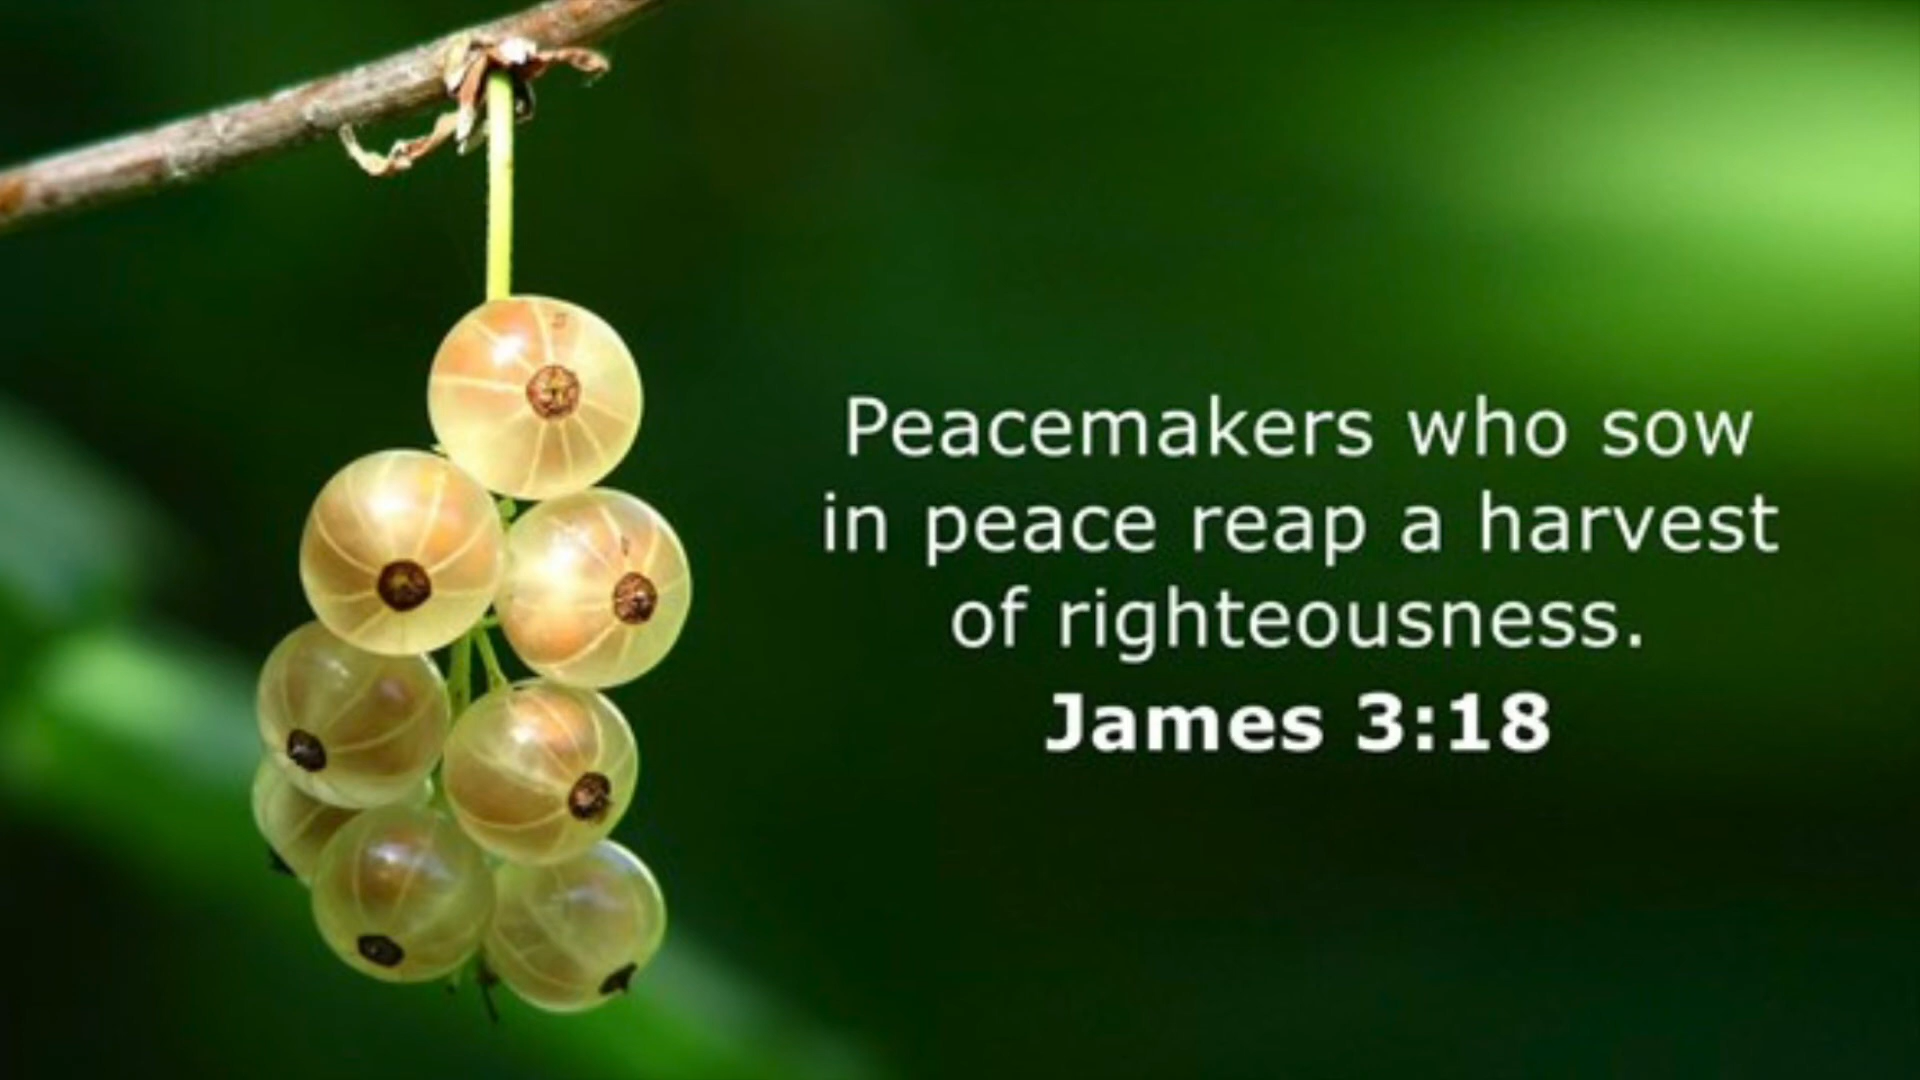 Peacemakers who sow
in peace reap a harvest
of righteousness.
James 3:18